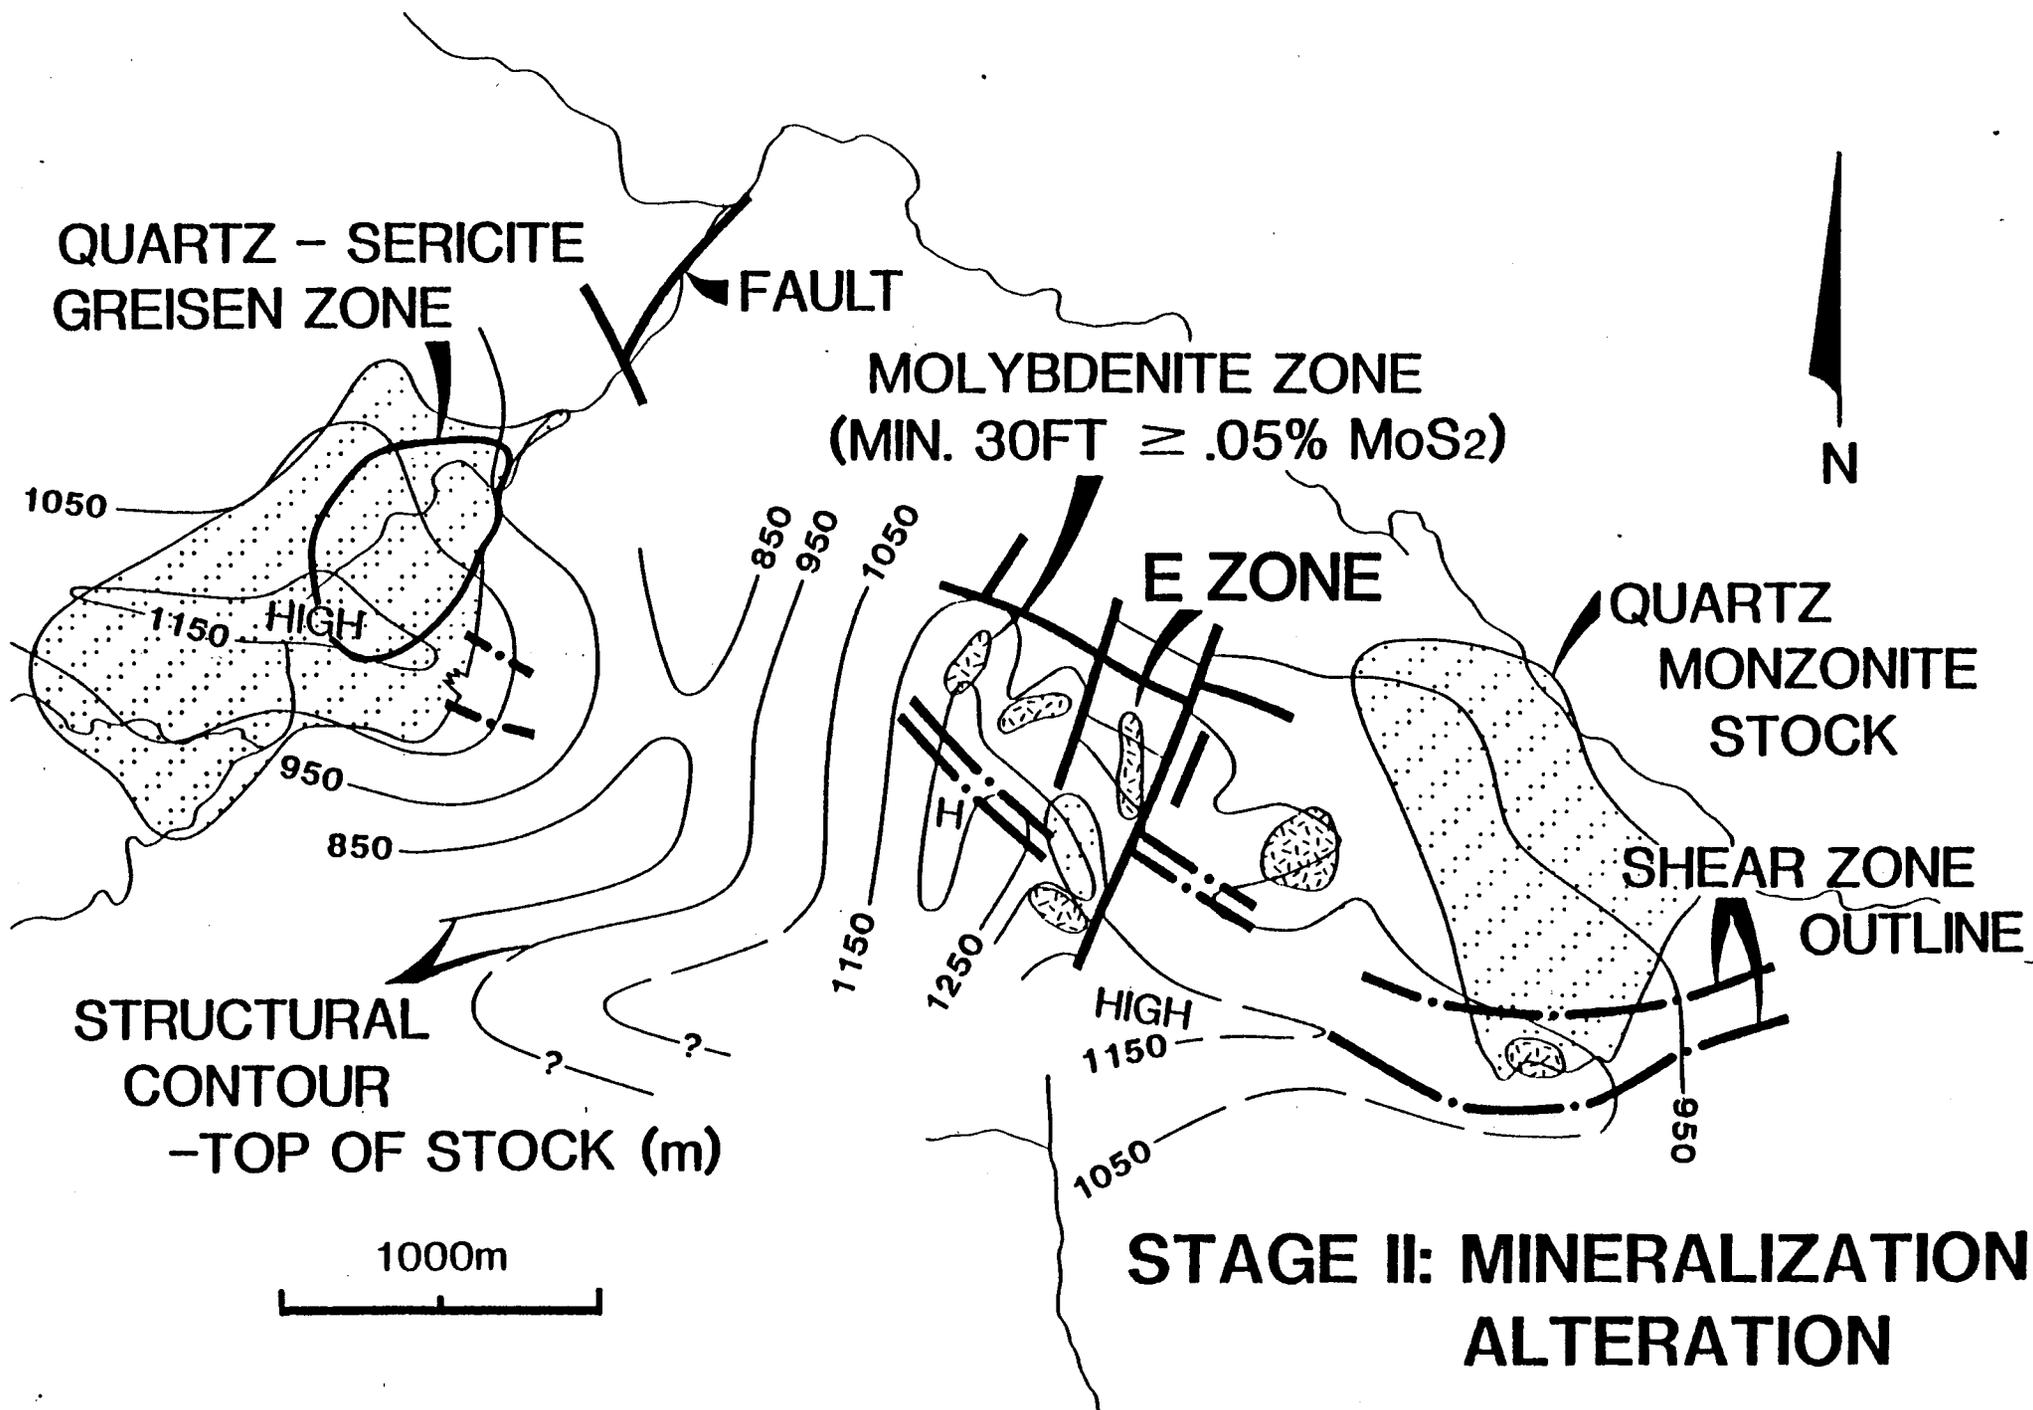 QUARTZ – SERICITE
GREISEN ZONE
FAULT
MOLYBDENITE ZONE
(MIN. 30FT ≥ .05% MoS2)
N
1050
850
950
1050
E ZONE
QUARTZ
MONZONITE
STOCK
1150
HIGH
950
850
H
SHEAR ZONE
OUTLINE
1150
1250
STRUCTURAL
CONTOUR
–TOP OF STOCK (m)
?
?
HIGH
1150
1050
950
1000m
STAGE II: MINERALIZATION
ALTERATION